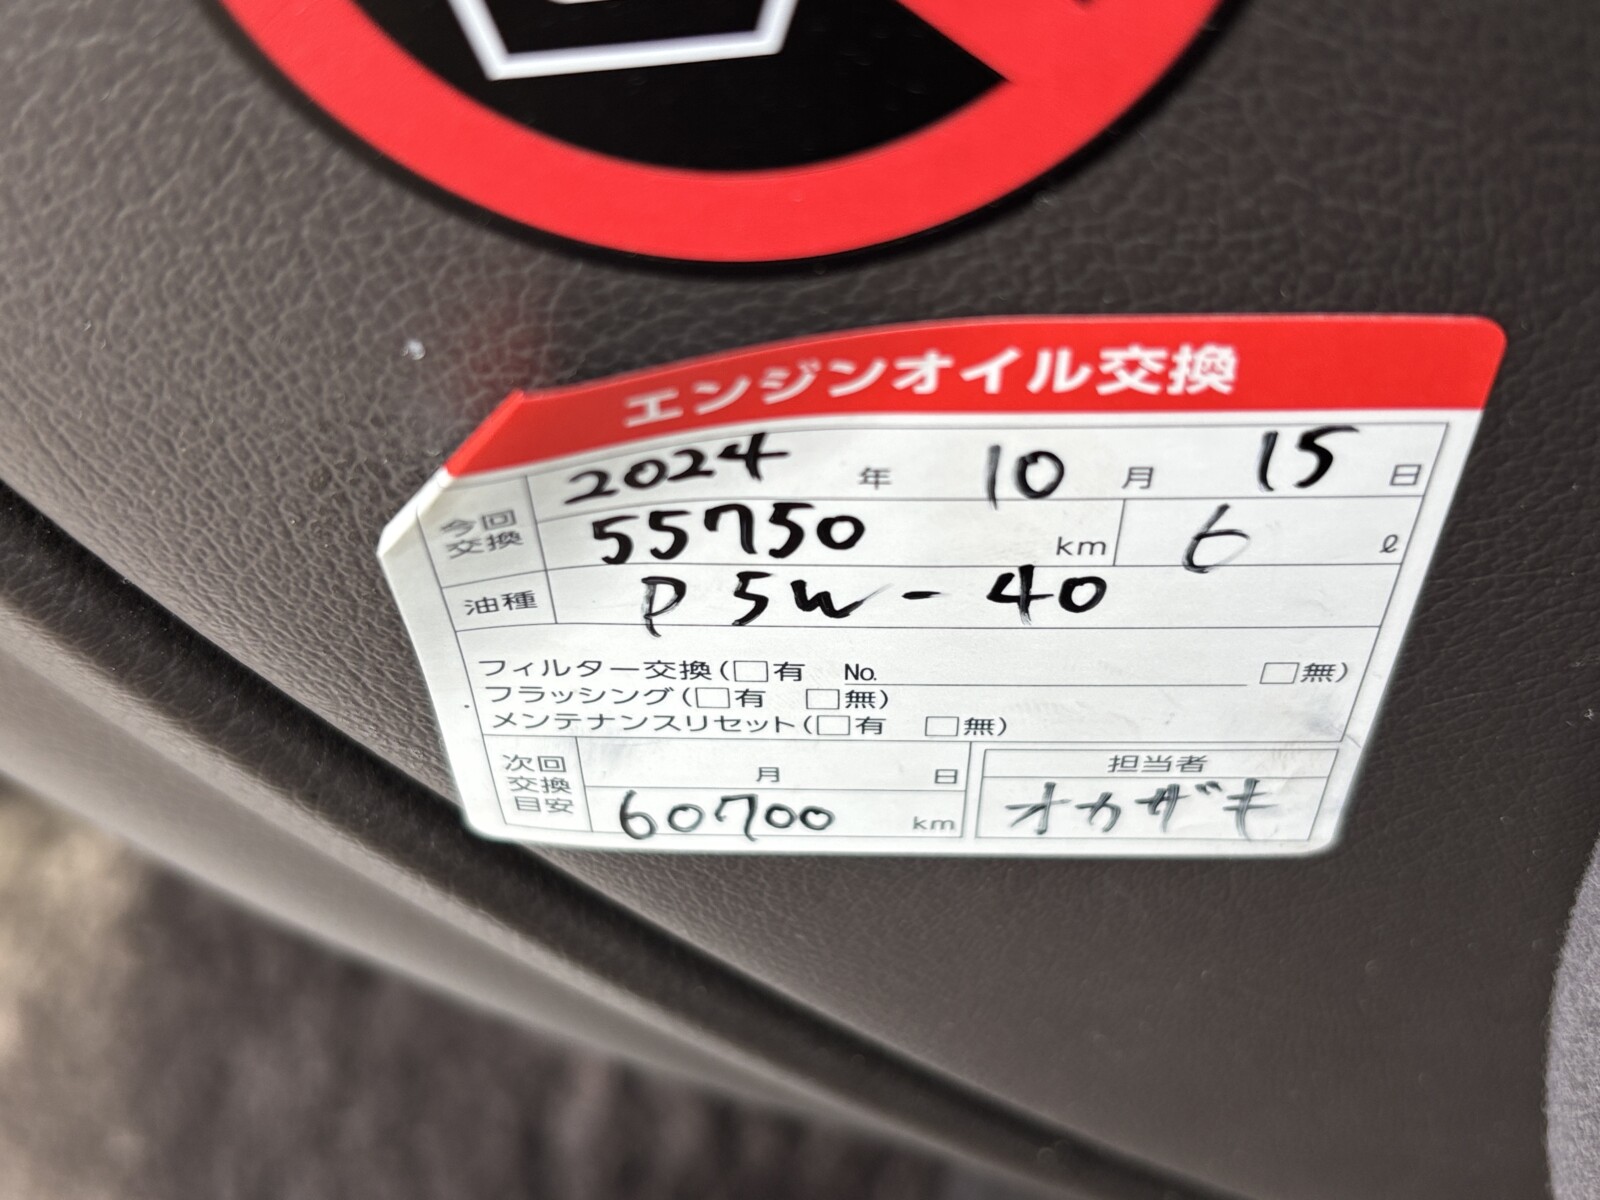 エンジンオイル交換
2024 年 10 月 15 日
今回交換 55750 km 6 ℓ
油種 P 5W-40
フィルター交換(□有 No. □無)
フラッシング(□有 □無)
メンテナンスリセット(□有 □無)
次回交換目安 月 日
60700 km
担当者
オカザキ